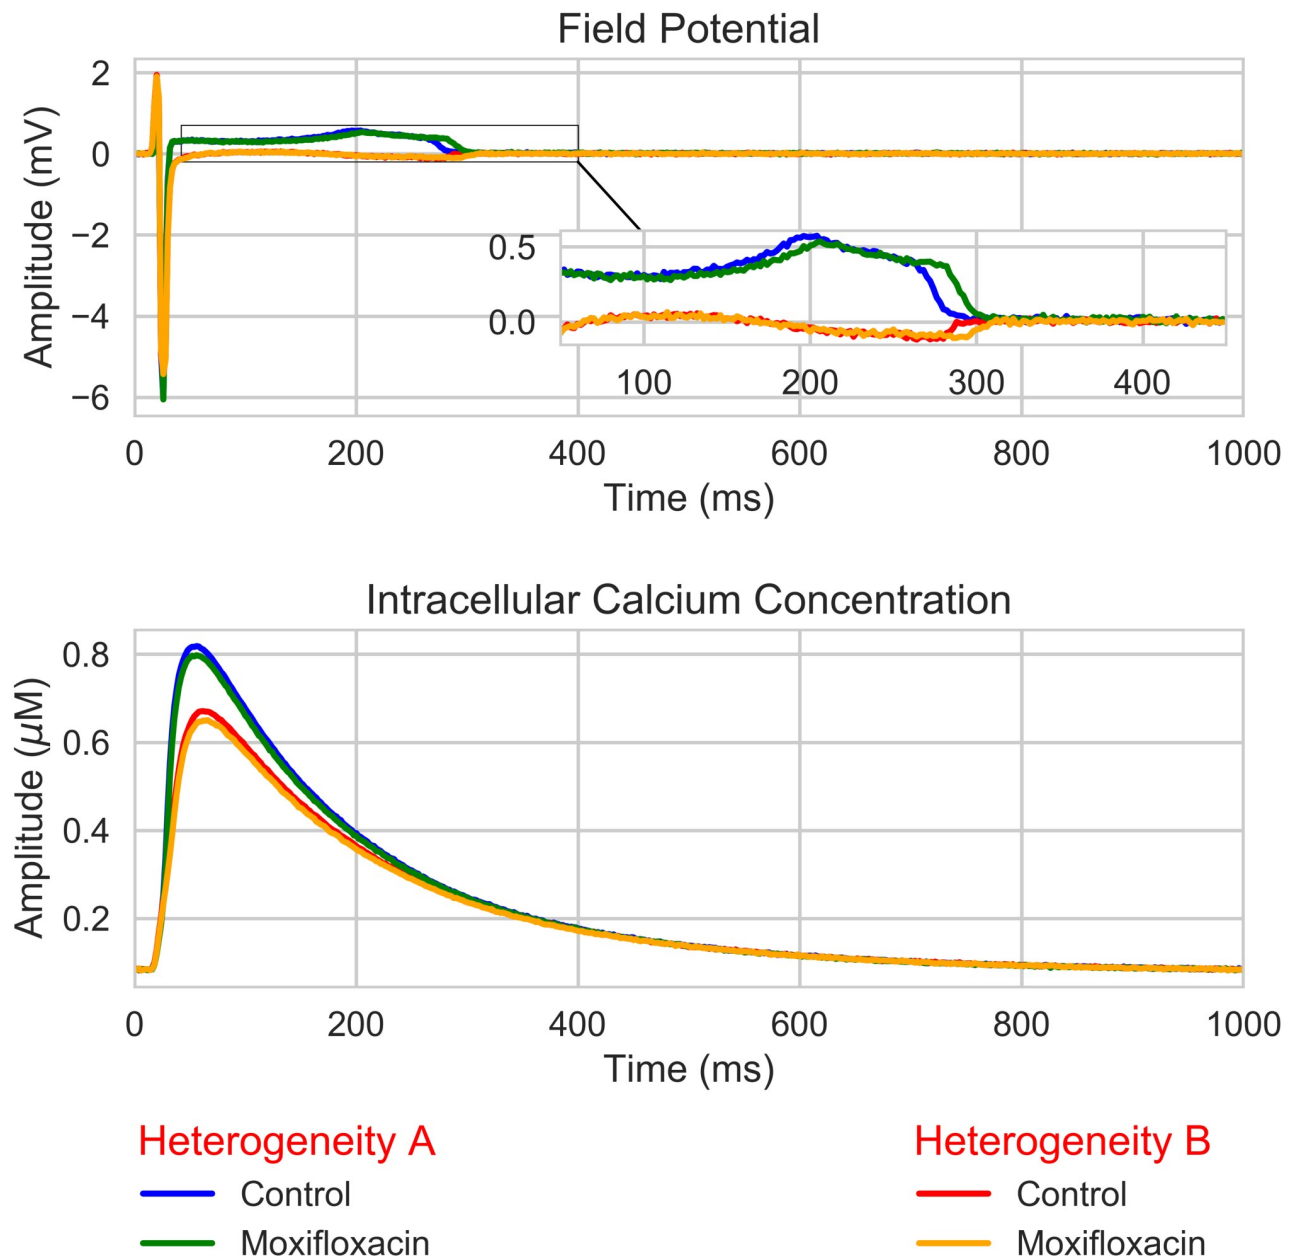 Field Potential
Amplitude (mV)
2
0
−2
−4
−6
0.5
0.0
100 200 300 400
0 200 400 600 800 1000
Time (ms)
Intracellular Calcium Concentration
Amplitude (μM)
0.8
0.6
0.4
0.2
0 200 400 600 800 1000
Time (ms)
Heterogeneity A
Control
Moxifloxacin
Heterogeneity B
Control
Moxifloxacin